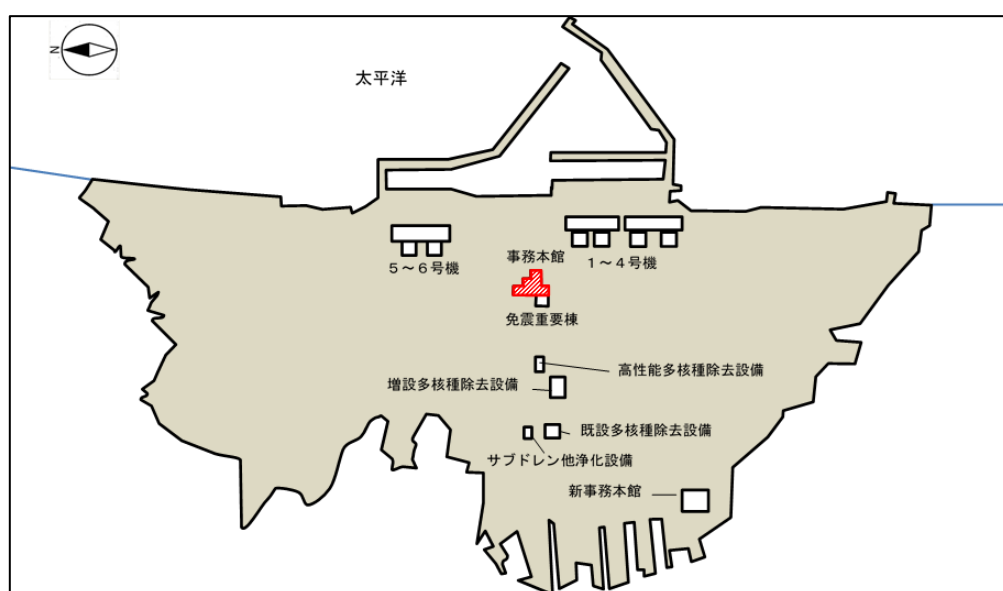 N
太平洋
５～６号機
事務本館
１～４号機
免震重要棟
高性能多核種除去設備
増設多核種除去設備
既設多核種除去設備
サブドレン他浄化設備
新事務本館